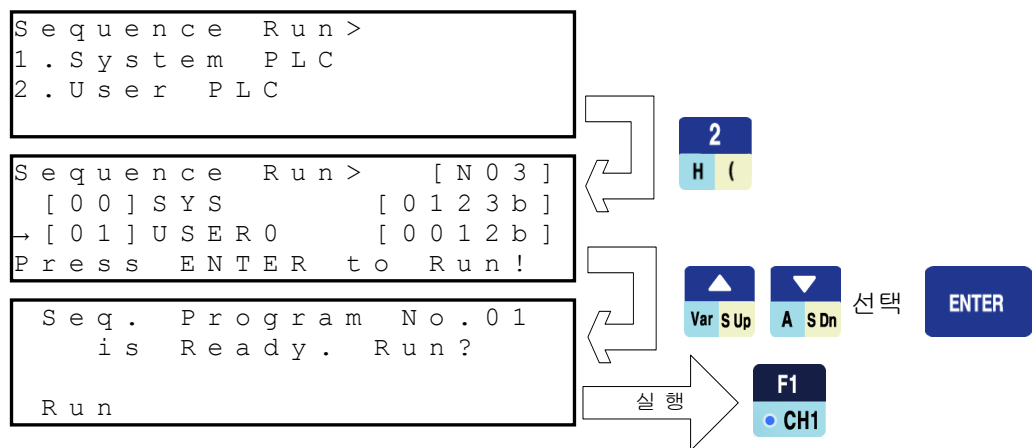 Sequence Run>
1.System PLC
2.User PLC
2
H (
Sequence Run> [N03]
[00]SYS [0123b]
→[01]USER0 [0012b]
Press ENTER to Run!
Var S Up A S Dn 선택 ENTER
Seq. Program No.01
is Ready. Run?
Run
실 행
F1
CH1